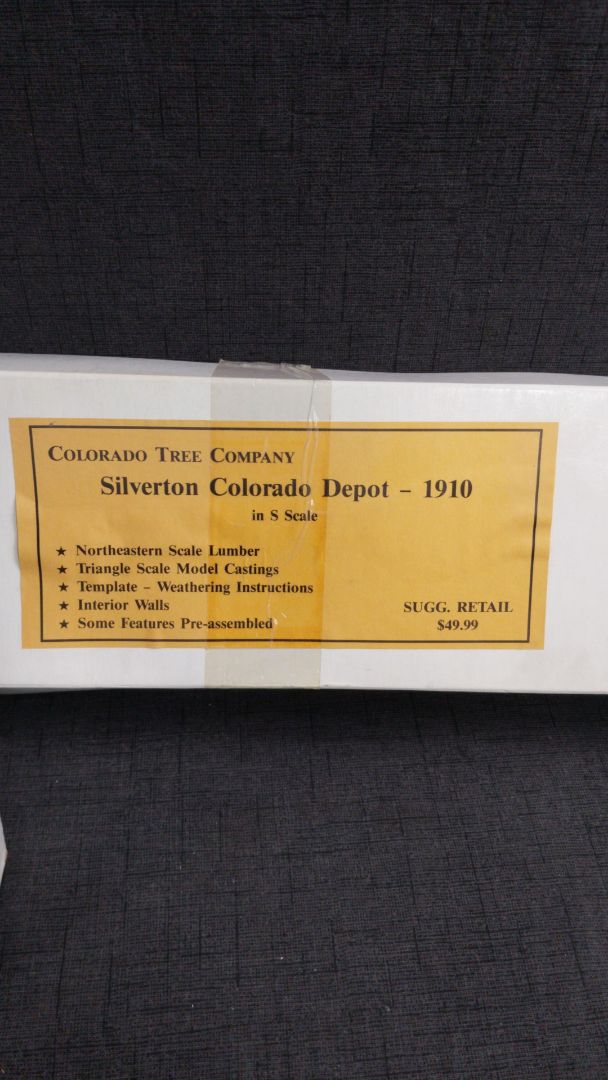 COLORADO TREE COMPANY
Silverton Colorado Depot – 1910
in S Scale
★ Northeastern Scale Lumber
★ Triangle Scale Model Castings
★ Template – Weathering Instructions
★ Interior Walls
★ Some Features Pre-assembled
SUGG. RETAIL
$49.99